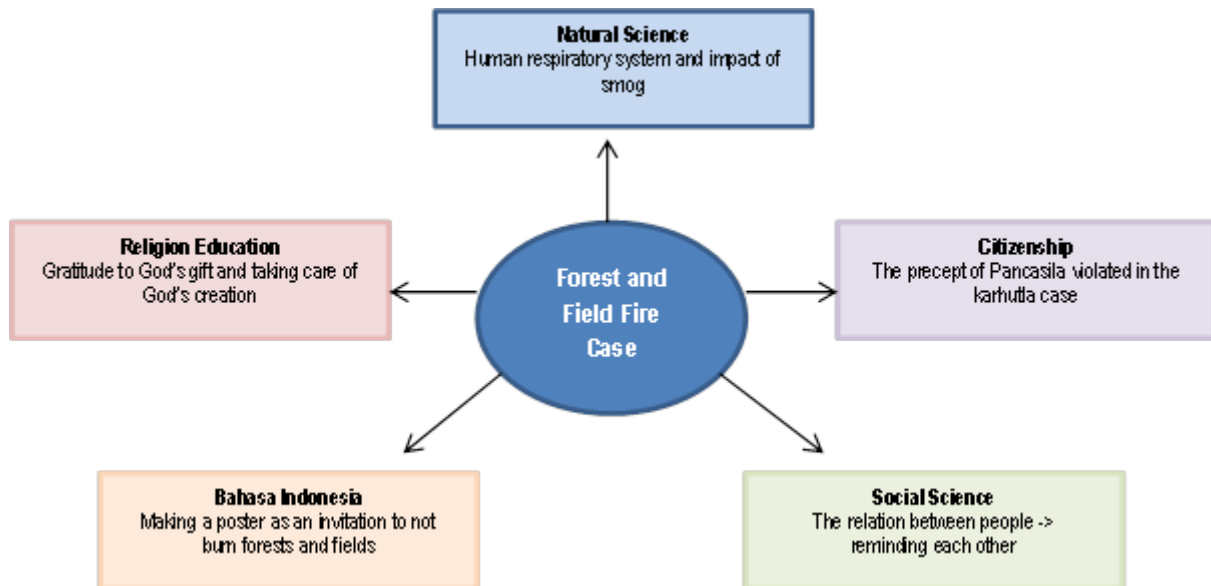 Natural Science
Human respiratory system and impact of
smog
Religion Education
Gratitude to God's gift and taking care of
God's creation
Forest and
Field Fire
Case
Citizenship
The precept of Pancasila violated in the
karhutla case
Bahasa Indonesia
Making a poster as an invitation to not
burn forests and fields
Social Science
The relation between people ->
reminding each other